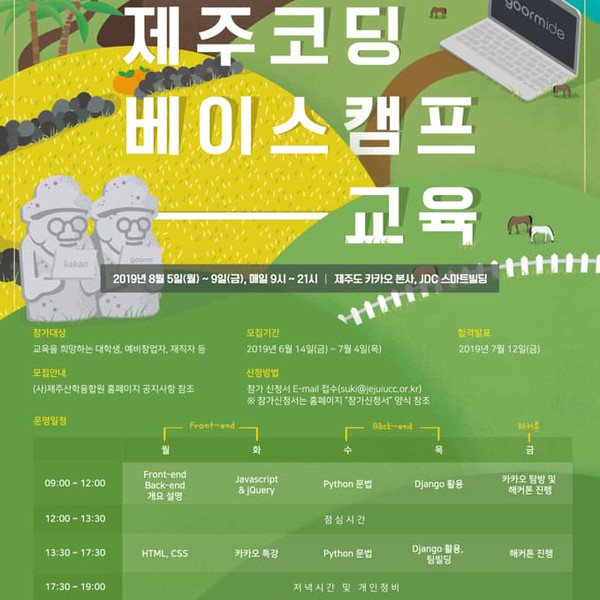 goormide
제주코딩
베이스캠프
교육
kakao
goorm
2019년 8월 5일(월) ~ 9일(금), 매일 9시 ~ 21시 | 제주도 카카오 본사, JDC 스마트빌딩
참가대상
교육을 희망하는 대학생, 예비창업자, 재직자 등
모집기간
2019년 6월 14일(금) ~ 7월 4일(목)
합격발표
2019년 7월 12일(금)
모집안내
(사)제주산학융합원 홈페이지 공지사항 참조
신청방법
참가 신청서 E-mail 접수(suki@jejuiucc.or.kr)
※ 참가신청서는 홈페이지 "참가신청서" 양식 참조
운영일정
Front-end
Back-end
해커톤
월 화 수 목 금
09:00 ~ 12:00
Front-end
Back-end
개요 설명
Javascript
& jQuery
Python 문법
Django 활용
카카오 탐방 및
해커톤 진행
12:00 ~ 13:30
점심시간
13:30 ~ 17:30
HTML, CSS
카카오 특강
Python 문법
Django 활용,
팀빌딩
해커톤 진행
17:30 ~ 19:00
저녁시간 및 개인정비